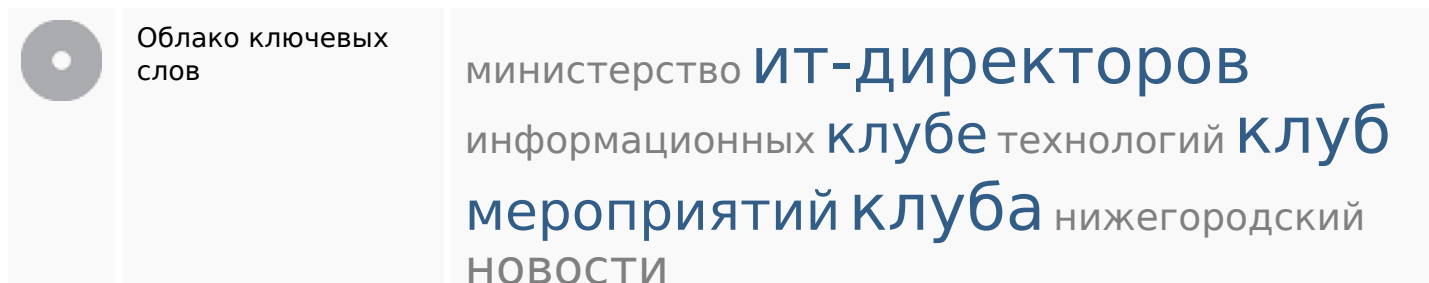 Облако ключевых
слов
министерство ит-директоров
информационных клубе технологий клуб
мероприятий клуба нижегородский
новости